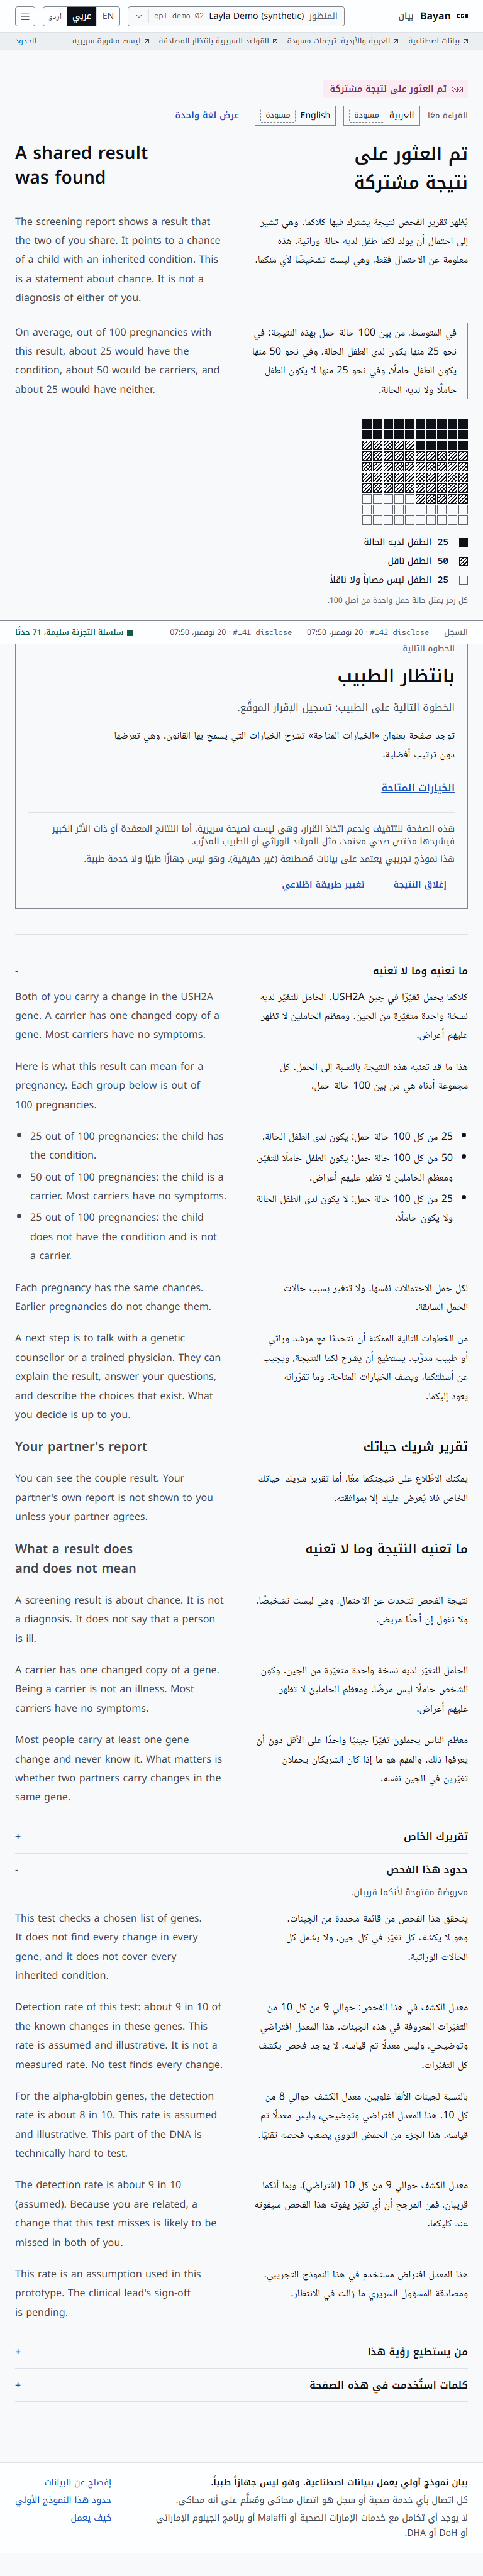 Bayan بيان
المنظور Layla Demo (synthetic) cpl-demo-02
EN عربي اردو
بيانات اصطناعية
العربية والأردية: ترجمات مسودة
القواعد السريرية بانتظار المصادقة
ليست مشورة سريرية
الحدود
تم العثور على نتيجة مشتركة
القراءة معًا العربية مسودة English مسودة عرض لغة واحدة
تم العثور على
نتيجة مشتركة
A shared result
was found
يُظهر تقرير الفحص نتيجة يشترك فيها كلاكما. وهي تشير
إلى احتمال أن يولد لكما طفل لديه حالة وراثية. هذه
معلومة عن الاحتمال فقط، وهي ليست تشخيصًا لأي منكما.
The screening report shows a result that
the two of you share. It points to a chance
of a child with an inherited condition. This
is a statement about chance. It is not a
diagnosis of either of you.
في المتوسط، من بين 100 حالة حمل بهذه النتيجة: في
نحو 25 منها يكون لدى الطفل الحالة، وفي نحو 50 منها
يكون الطفل حاملًا، وفي نحو 25 منها لا يكون الطفل
حاملًا ولا لديه الحالة.
On average, out of 100 pregnancies with
this result, about 25 would have the
condition, about 50 would be carriers, and
about 25 would have neither.
25 الطفل لديه الحالة
50 الطفل ناقل
25 الطفل ليس مصاباً ولا ناقلاً
كل رمز يمثل حالة حمل واحدة من أصل 100.
السجل #142 disclose · 20 نوفمبر، 07:50 #141 disclose · 20 نوفمبر، 07:50 سلسلة التجزئة سليمة، 71 حدثًا
الخطوة التالية
بانتظار الطبيب
الخطوة التالية على الطبيب: تسجيل الإقرار الموقَّع.
توجد صفحة بعنوان «الخيارات المتاحة» تشرح الخيارات التي يسمح بها القانون. وهي تعرضها
دون ترتيب أفضلية.
الخيارات المتاحة
هذه الصفحة للتثقيف ولدعم اتخاذ القرار، وهي ليست نصيحة سريرية. أما النتائج المعقدة أو ذات الأثر الكبير
فيشرحها مختص صحي معتمد، مثل المرشد الوراثي أو الطبيب المدرَّب.
هذا نموذج تجريبي يعتمد على بيانات مُصطنعة (غير حقيقية). وهو ليس جهازًا طبيًا ولا خدمة طبية.
إغلاق النتيجة تغيير طريقة اطّلاعي
ما تعنيه وما لا تعنيه -
كلاكما يحمل تغيّرًا في جين USH2A. الحامل للتغيّر لديه
نسخة واحدة متغيّرة من الجين. ومعظم الحاملين لا تظهر
عليهم أعراض.
Both of you carry a change in the USH2A
gene. A carrier has one changed copy of a
gene. Most carriers have no symptoms.
هذا ما قد تعنيه هذه النتيجة بالنسبة إلى الحمل. كل
مجموعة أدناه هي من بين 100 حالة حمل.
Here is what this result can mean for a
pregnancy. Each group below is out of
100 pregnancies.
• 25 من كل 100 حالة حمل: يكون لدى الطفل الحالة.
• 50 من كل 100 حالة حمل: يكون الطفل حاملًا للتغيّر.
ومعظم الحاملين لا تظهر عليهم أعراض.
• 25 من كل 100 حالة حمل: لا يكون لدى الطفل الحالة
ولا يكون حاملًا.
• 25 out of 100 pregnancies: the child has
the condition.
• 50 out of 100 pregnancies: the child is a
carrier. Most carriers have no symptoms.
• 25 out of 100 pregnancies: the child
does not have the condition and is not
a carrier.
لكل حمل الاحتمالات نفسها. ولا تتغير بسبب حالات
الحمل السابقة.
Each pregnancy has the same chances.
Earlier pregnancies do not change them.
من الخطوات التالية الممكنة أن تتحدثا مع مرشد وراثي
أو طبيب مدرَّب. يستطيع أن يشرح لكما النتيجة، ويجيب
عن أسئلتكما، ويصف الخيارات المتاحة. وما تقرّرانه
يعود إليكما.
A next step is to talk with a genetic
counsellor or a trained physician. They can
explain the result, answer your questions,
and describe the choices that exist. What
you decide is up to you.
تقرير شريك حياتك
Your partner's report
يمكنك الاطّلاع على نتيجتكما معًا. أما تقرير شريك حياتك
الخاص فلا يُعرض عليك إلا بموافقته.
You can see the couple result. Your
partner's own report is not shown to you
unless your partner agrees.
ما تعنيه النتيجة وما لا تعنيه
What a result does
and does not mean
نتيجة الفحص تتحدث عن الاحتمال، وهي ليست تشخيصًا.
ولا تقول إن أحدًا مريض.
A screening result is about chance. It is not
a diagnosis. It does not say that a person
is ill.
الحامل للتغيّر لديه نسخة واحدة متغيّرة من الجين. وكون
الشخص حاملًا ليس مرضًا. ومعظم الحاملين لا تظهر
عليهم أعراض.
A carrier has one changed copy of a gene.
Being a carrier is not an illness. Most
carriers have no symptoms.
معظم الناس يحملون تغيّرًا جينيًا واحدًا على الأقل دون أن
يعرفوا ذلك. والمهم هو ما إذا كان الشريكان يحملان
تغيّرين في الجين نفسه.
Most people carry at least one gene
change and never know it. What matters is
whether two partners carry changes in the
same gene.
تقريرك الخاص +
حدود هذا الفحص -
معروضة مفتوحة لأنكما قريبان.
يتحقق هذا الفحص من قائمة محددة من الجينات.
وهو لا يكشف كل تغيّر في كل جين، ولا يشمل كل
الحالات الوراثية.
This test checks a chosen list of genes.
It does not find every change in every
gene, and it does not cover every
inherited condition.
معدل الكشف في هذا الفحص: حوالي 9 من كل 10 من
التغيّرات المعروفة في هذه الجينات. هذا المعدل افتراضي
وتوضيحي، وليس معدلًا تم قياسه. لا يوجد فحص يكشف
كل التغيّرات.
Detection rate of this test: about 9 in 10 of
the known changes in these genes. This
rate is assumed and illustrative. It is not a
measured rate. No test finds every change.
بالنسبة لجينات الألفا غلوبين، معدل الكشف حوالي 8 من
كل 10. هذا المعدل افتراضي وتوضيحي، وليس معدلًا تم
قياسه. هذا الجزء من الحمض النووي يصعب فحصه تقنيًا.
For the alpha-globin genes, the detection
rate is about 8 in 10. This rate is assumed
and illustrative. This part of the DNA is
technically hard to test.
معدل الكشف حوالي 9 من كل 10 (افتراضي). وبما أنكما
قريبان، فمن المرجح أن أي تغيّر يفوته هذا الفحص سيفوته
عند كليكما.
The detection rate is about 9 in 10
(assumed). Because you are related, a
change that this test misses is likely to be
missed in both of you.
هذا المعدل افتراض مستخدم في هذا النموذج التجريبي.
ومصادقة المسؤول السريري ما زالت في الانتظار.
This rate is an assumption used in this
prototype. The clinical lead's sign-off
is pending.
من يستطيع رؤية هذا +
كلمات استُخدمت في هذه الصفحة +
بيان نموذج أولي يعمل ببيانات اصطناعية. وهو ليس جهازاً طبياً.
كل اتصال بأي خدمة صحية أو سجل هو اتصال محاكى ومُعلَّم على أنه محاكى.
لا يوجد أي تكامل مع خدمات الإمارات الصحية أو Malaffi أو برنامج الجينوم الإماراتي
أو DoH أو DHA.
إفصاح عن البيانات
حدود هذا النموذج الأولي
كيف يعمل